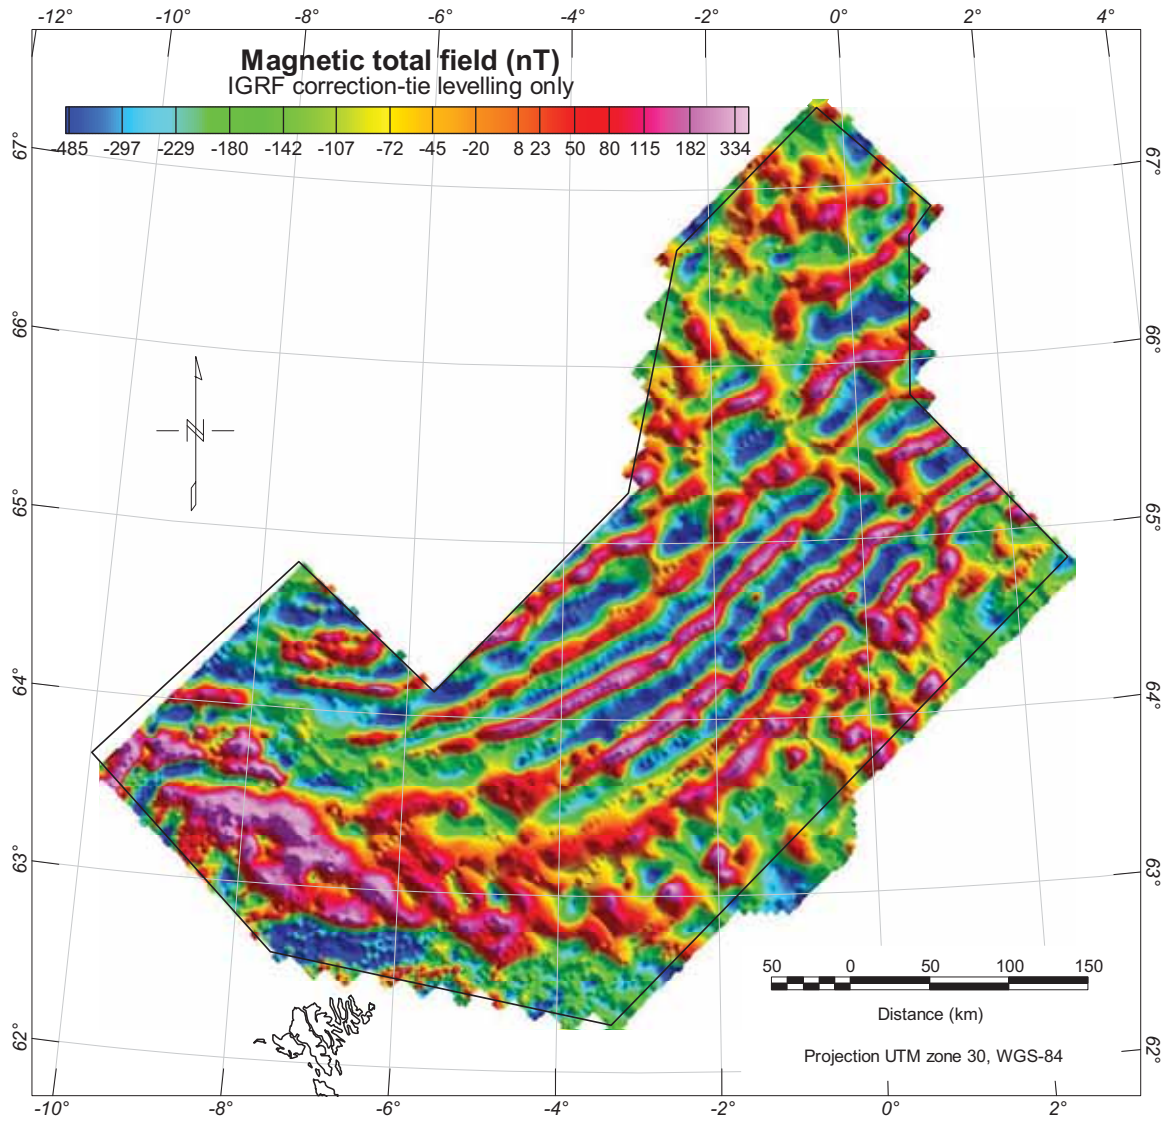 -12° -10° -8° -6° -4° -2° 0° 2° 4°
Magnetic total field (nT)
IGRF correction-tie levelling only
-485 -297 -229 -180 -142 -107 -72 -45 -20 8 23 50 80 115 182 334
67° 67°
66° 66°
N
65° 65°
64° 64°
63° 63°
50 0 50 100 150
Distance (km)
62° 62°
Projection UTM zone 30, WGS-84
-10° -8° -6° -4° -2° 0° 2°